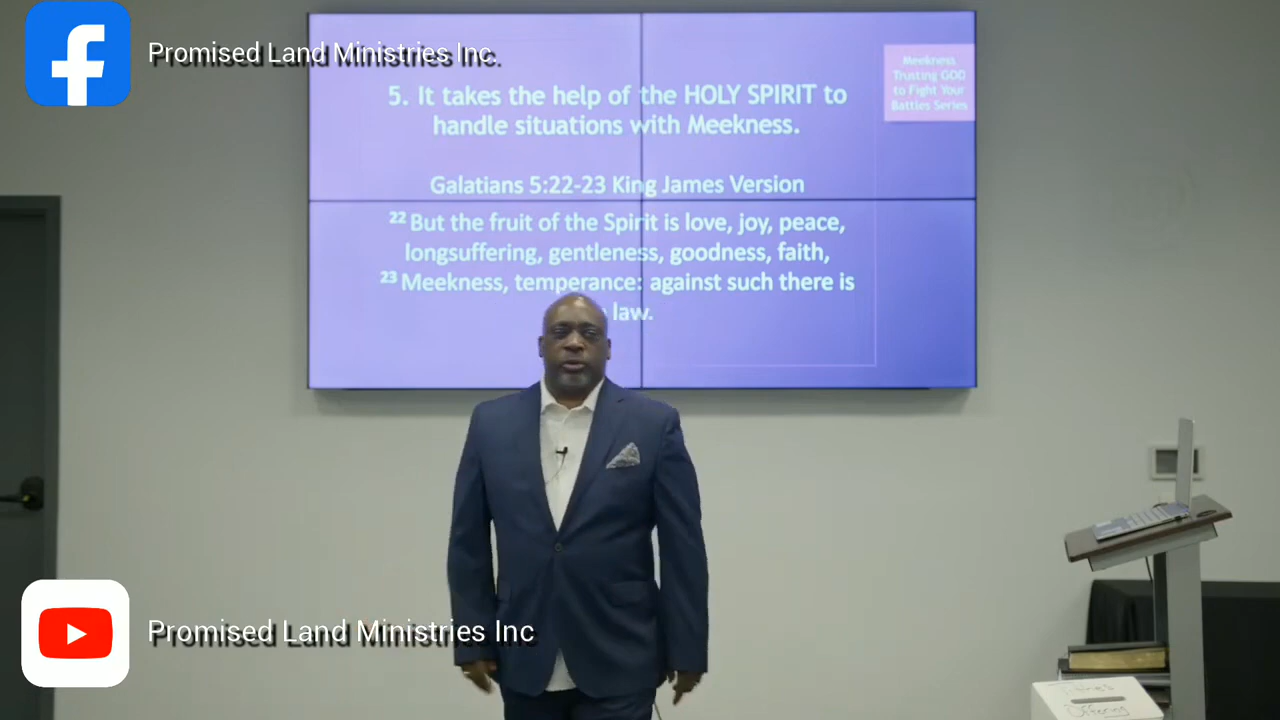 Promised Land Ministries Inc.
5. It takes the help of the HOLY SPIRIT to
handle situations with Meekness.
Meekness
Trusting GOD
to Fight Your
Battles Series
Galatians 5:22-23 King James Version
22 But the fruit of the Spirit is love, joy, peace,
longsuffering, gentleness, goodness, faith,
23 Meekness, temperance: against such there is
law.
Promised Land Ministries Inc
Offering